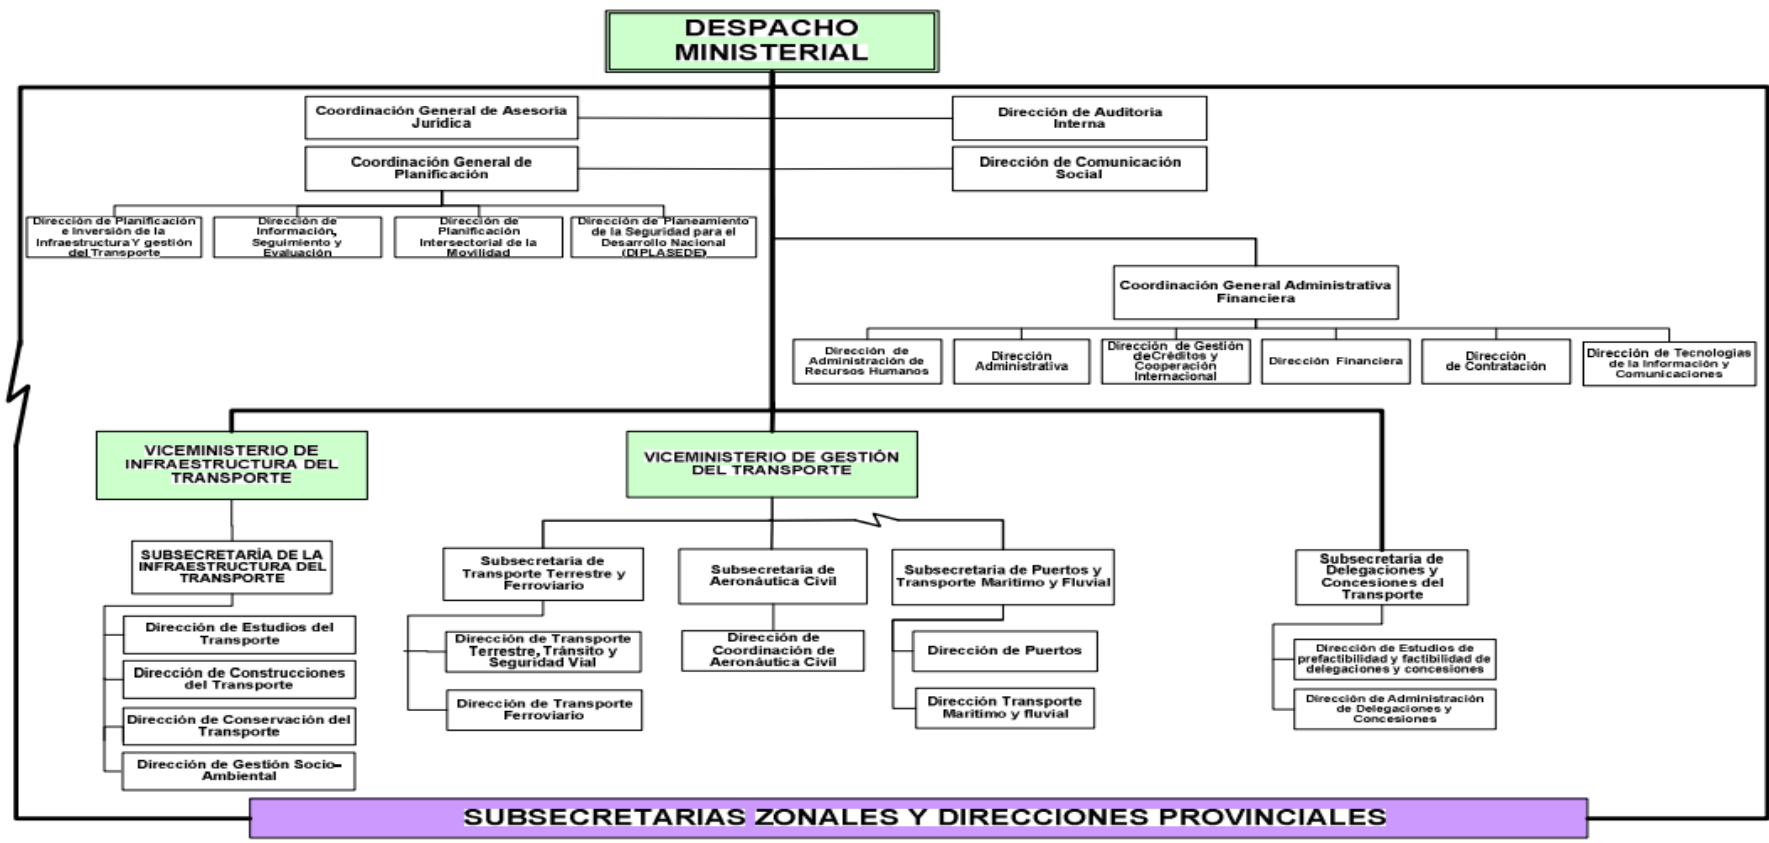 DESPACHO
MINISTERIAL
Coordinación General de Asesoria
Juridica
Dirección de Auditoria
Interna
Coordinación General de
Planificación
Dirección de Comunicación
Social
Dirección de Planificación
e Inversión de la
Infraestructura Y gestión
del Transporte
Dirección de
Información,
Seguimiento y
Evaluación
Dirección de
Planificación
Intersectorial de la
Movilidad
Dirección de Planeamiento
de la Seguridad para el
Desarrollo Nacional
(DIPLASEDE)
Coordinación General Administrativa
Financiera
Dirección de
Administración de
Recursos Humanos
Dirección
Administrativa
Dirección de Gestión
deCréditos y
Cooperación
Internacional
Dirección Financiera
Dirección
de Contratación
Dirección de Tecnologias
de la Información y
Comunicaciones
VICEMINISTERIO DE
INFRAESTRUCTURA DEL
TRANSPORTE
VICEMINISTERIO DE GESTIÓN
DEL TRANSPORTE
SUBSECRETARÍA DE LA
INFRAESTRUCTURA DEL
TRANSPORTE
Dirección de Estudios del
Transporte
Dirección de Construcciones
del Transporte
Dirección de Conservación del
Transporte
Dirección de Gestión Socio-
Ambiental
Subsecretaria de
Transporte Terrestre y
Ferroviario
Dirección de Transporte
Terrestre, Tránsito y
Seguridad Vial
Dirección de Transporte
Ferroviario
Subsecretaria de
Aeronáutica Civil
Dirección de
Coordinación de
Aeronáutica Civil
Subsecretaria de Puertos y
Transporte Maritimo y Fluvial
Dirección de Puertos
Dirección Transporte
Maritimo y fluvial
Subsecretaría de
Delegaciones y
Concesiones del
Transporte
Dirección de Estudios de
prefactibilidad y factibilidad de
delegaciones y concesiones
Dirección de Administración
de Delegaciones y
Concesiones
SUBSECRETARIAS ZONALES Y DIRECCIONES PROVINCIALES